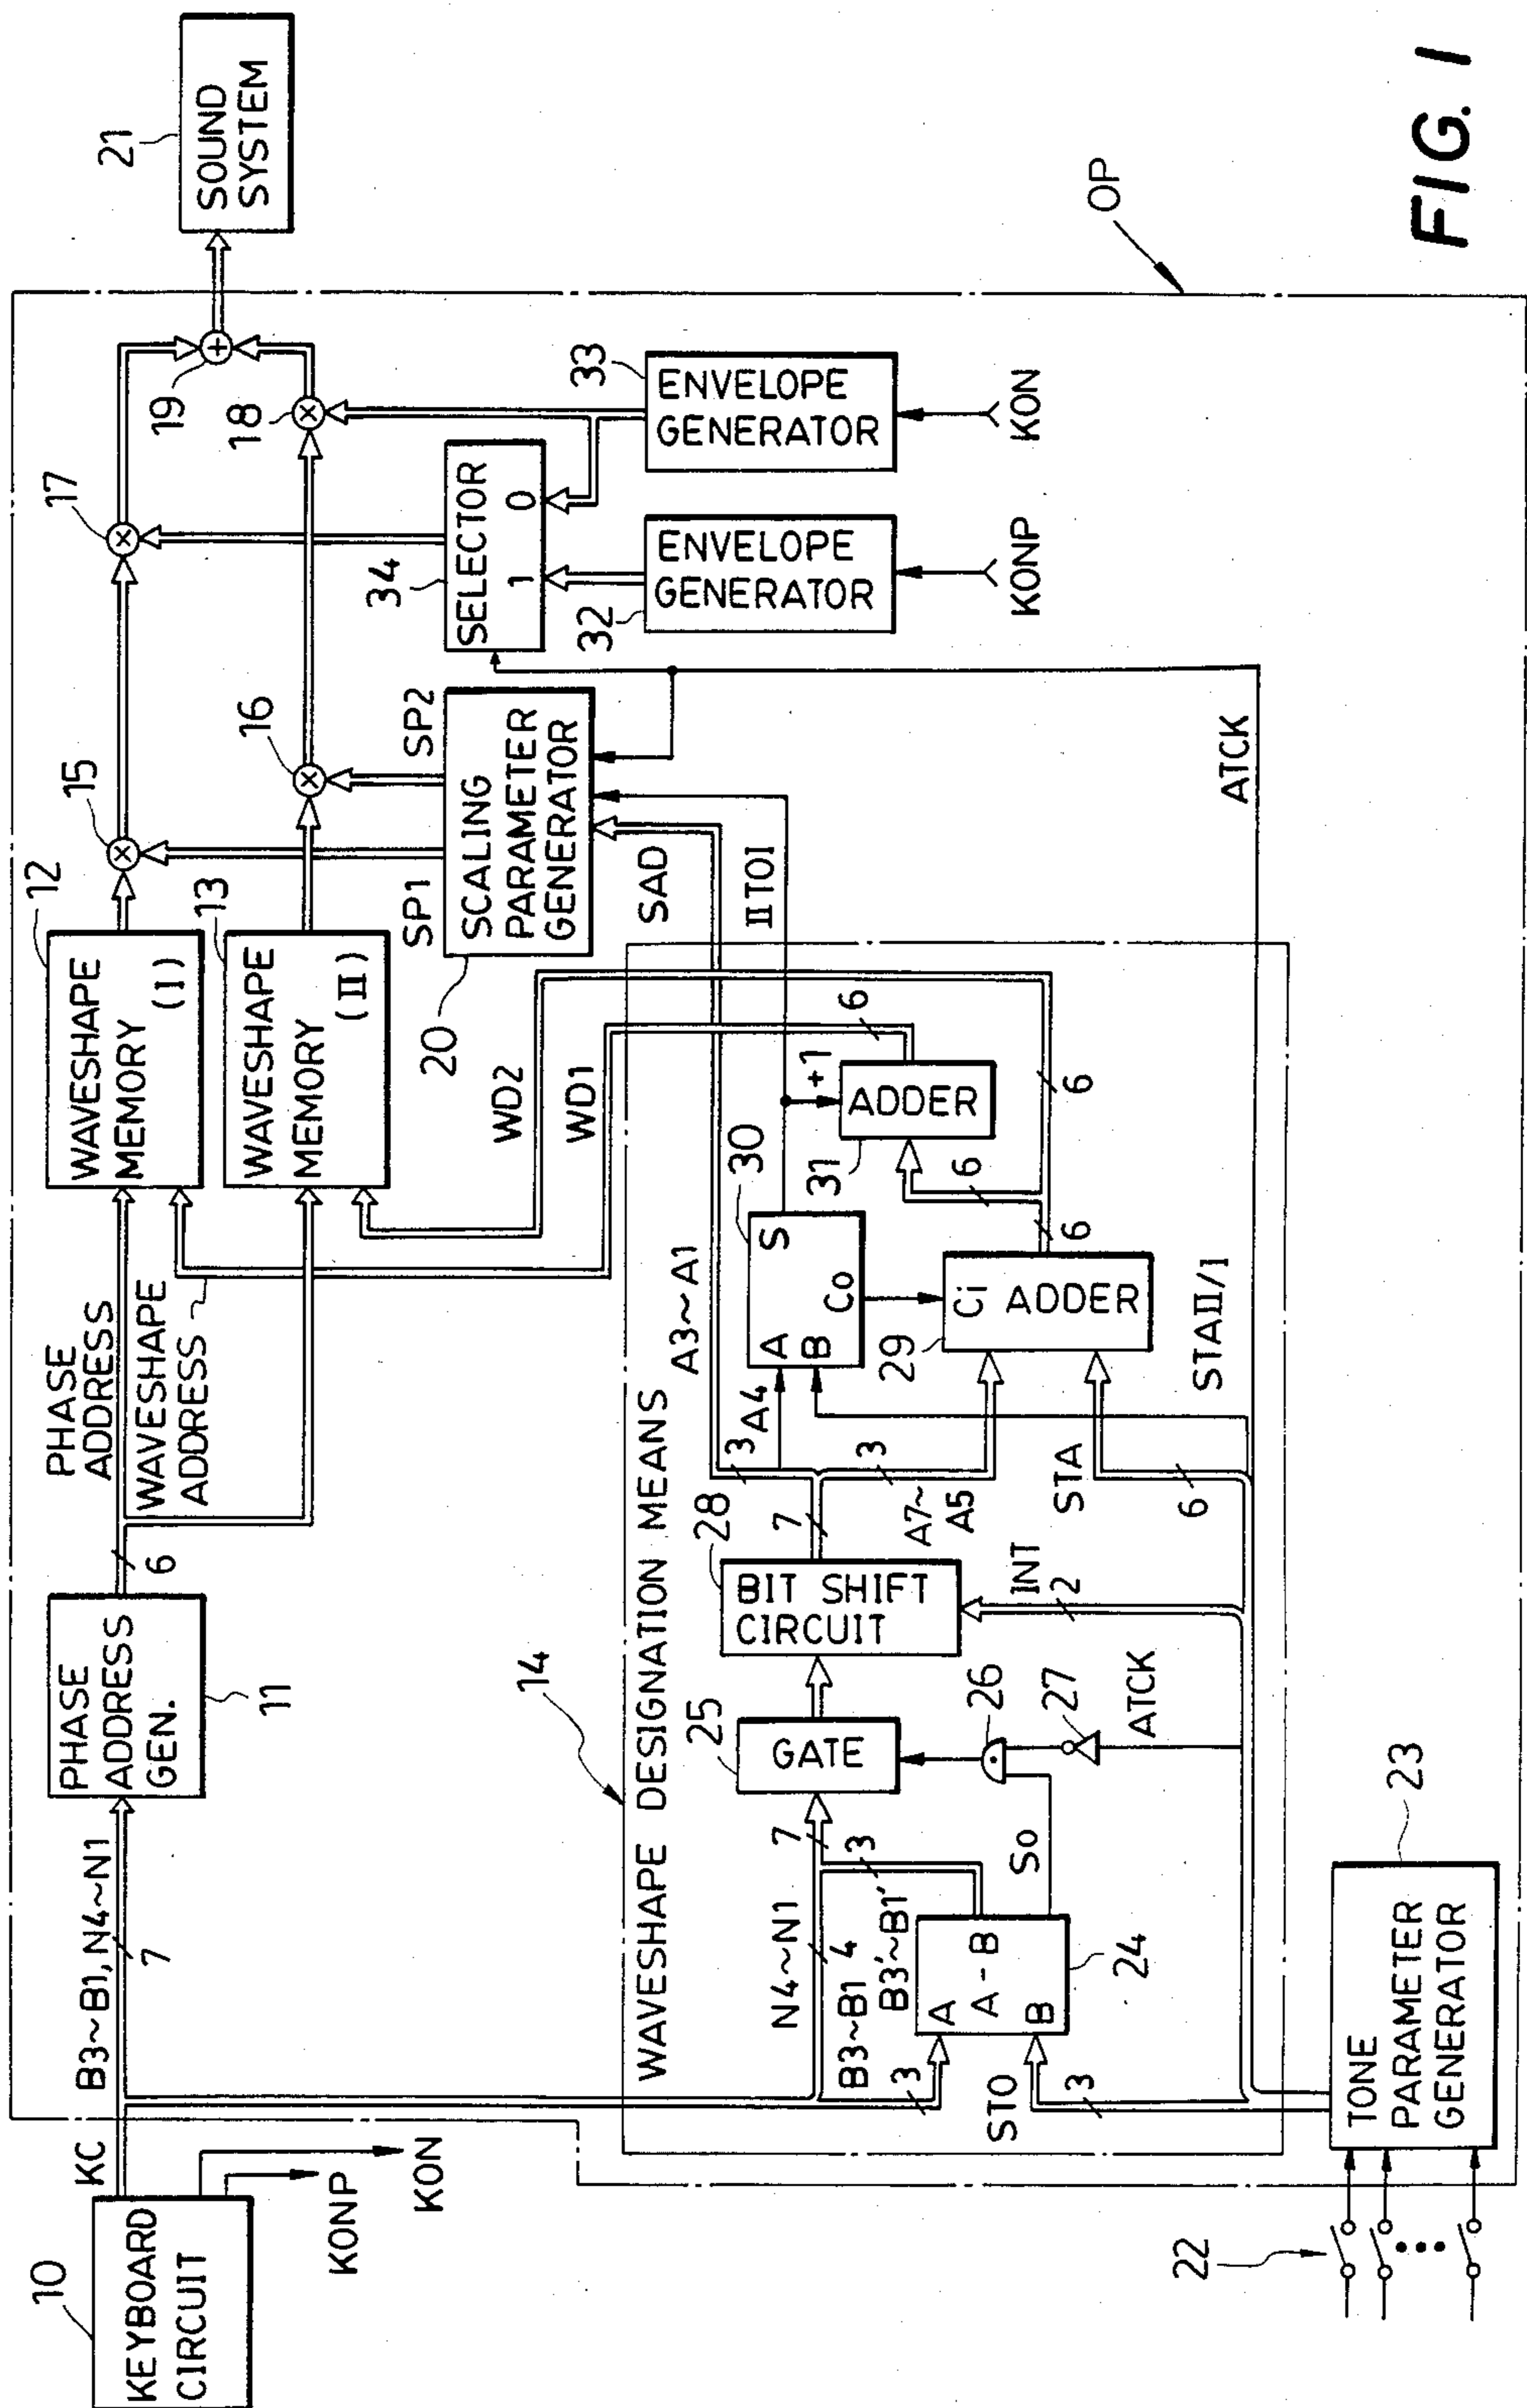 FIG. 1
10
KEYBOARD
CIRCUIT
KC
KONP
KON
B3~B1, N4~N1
7
PHASE
ADDRESS
GEN.
11
6
PHASE
ADDRESS
WAVESHAPE
ADDRESS
12
WAVESHAPE
MEMORY
(I)
13
WAVESHAPE
MEMORY
(II)
15
16
17
18
19
21
SOUND
SYSTEM
SP1
SP2
SCALING
PARAMETER
GENERATOR
20
34
SELECTOR
1
0
32
ENVELOPE
GENERATOR
KONP
33
ENVELOPE
GENERATOR
KON
OP
WD2
WD1
SAD
IITOI
ATCK
14
WAVESHAPE DESIGNATION MEANS
N4~N1
4
B3~B1
3
B3'~B1'
3
7
A
A-B
B
24
STO
3
So
25
GATE
26
27
ATCK
28
BIT SHIFT
CIRCUIT
INT
2
7
A3~A1
3
A4
3
A7~
A5
30
A
B
S
Co
29
Ci ADDER
STA
6
STAII/I
+1
31
ADDER
6
6
6
6
22
TONE
PARAMETER
GENERATOR
23